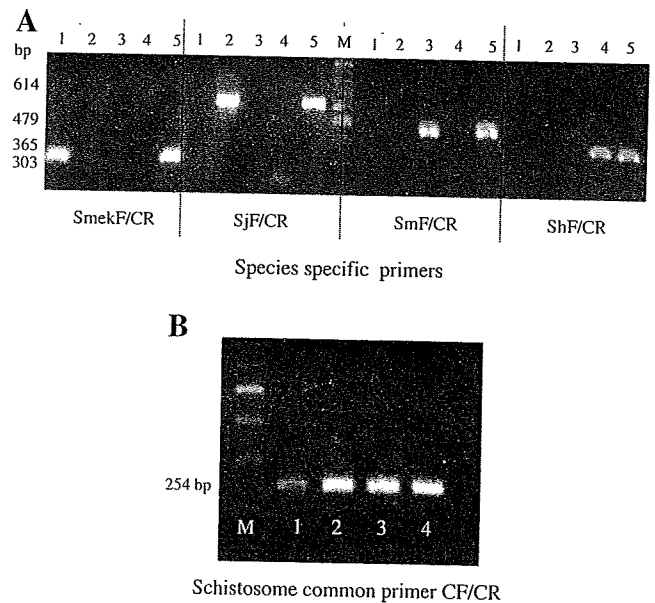 A
bp
1 2 3 4 5 1 2 3 4 5 M 1 2 3 4 5 1 2 3 4 5
614
479
365
303
SmekF/CR SjF/CR SmF/CR ShF/CR
Species specific primers
B
254 bp
M 1 2 3 4
Schistosome common primer CF/CR